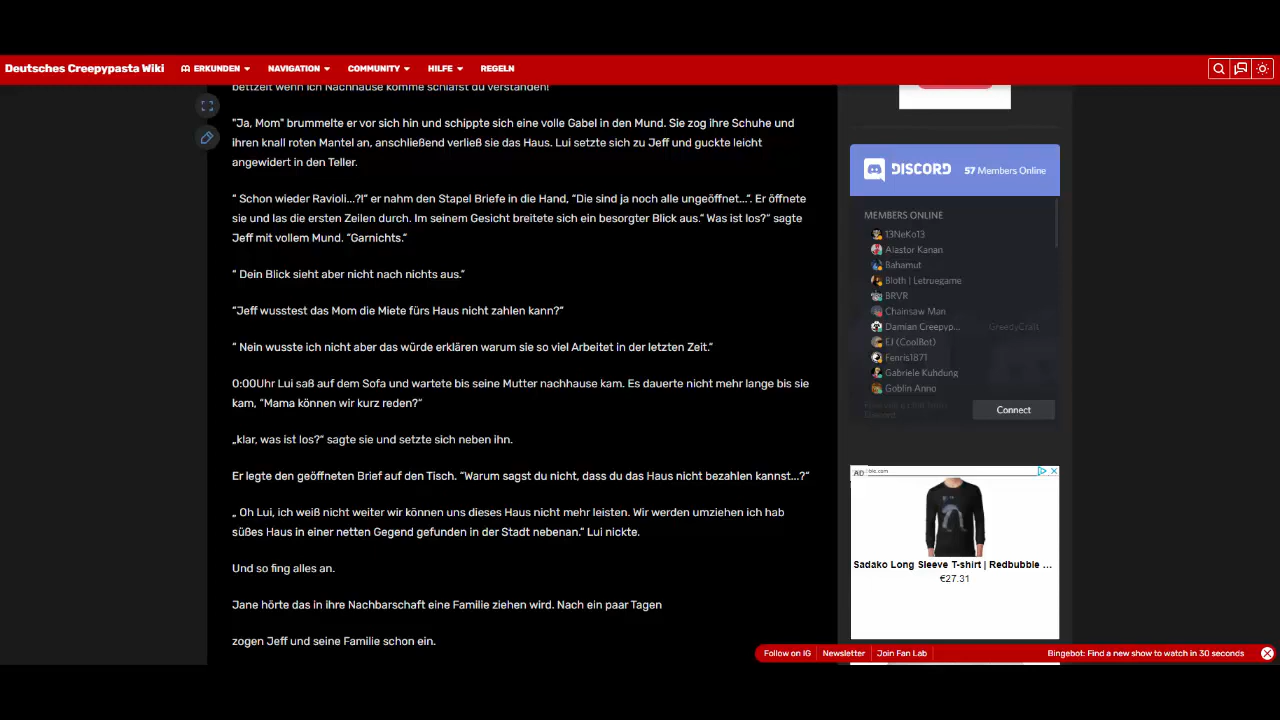 Deutsches Creepypasta Wiki
ERKUNDEN
NAVIGATION
COMMUNITY
HILFE
REGELN
bettzeit wenn ich Nachhause komme schläfst du verstanden!
"Ja, Mom" brummelte er vor sich hin und schippte sich eine volle Gabel in den Mund. Sie zog ihre Schuhe und
ihren knall roten Mantel an, anschließend verließ sie das Haus. Lui setzte sich zu Jeff und guckte leicht
angewidert in den Teller.
“ Schon wieder Ravioli...?!“ er nahm den Stapel Briefe in die Hand, “Die sind ja noch alle ungeöffnet...“. Er öffnete
sie und las die ersten Zeilen durch. Im seinem Gesicht breitete sich ein besorgter Blick aus.“ Was ist los?“ sagte
Jeff mit vollem Mund. “Garnichts.“
“ Dein Blick sieht aber nicht nach nichts aus.“
“Jeff wusstest das Mom die Miete fürs Haus nicht zahlen kann?“
“ Nein wusste ich nicht aber das würde erklären warum sie so viel Arbeitet in der letzten Zeit.“
0:00Uhr Lui saß auf dem Sofa und wartete bis seine Mutter nachhause kam. Es dauerte nicht mehr lange bis sie
kam, “Mama können wir kurz reden?“
„klar, was ist los?“ sagte sie und setzte sich neben ihn.
Er legte den geöffneten Brief auf den Tisch. “Warum sagst du nicht, dass du das Haus nicht bezahlen kannst...?“
„ Oh Lui, ich weiß nicht weiter wir können uns dieses Haus nicht mehr leisten. Wir werden umziehen ich hab
süßes Haus in einer netten Gegend gefunden in der Stadt nebenan.“ Lui nickte.
Und so fing alles an.
Jane hörte das in ihre Nachbarschaft eine Familie ziehen wird. Nach ein paar Tagen
zogen Jeff und seine Familie schon ein.
DISCORD
57 Members Online
MEMBERS ONLINE
13NeKo13
Alastor Kanan
Bahamut
Bloth | Letruegame
BRVR
Chainsaw Man
Damian Creepyp...
GreedyCraft
EJ (CoolBot)
Fenris1871
Gabriele Kuhdung
Goblin Anno
Connect
AD
Sadako Long Sleeve T-shirt | Redbubble ...
€27.31
Follow on IG
Newsletter
Join Fan Lab
Bingebot: Find a new show to watch in 30 seconds